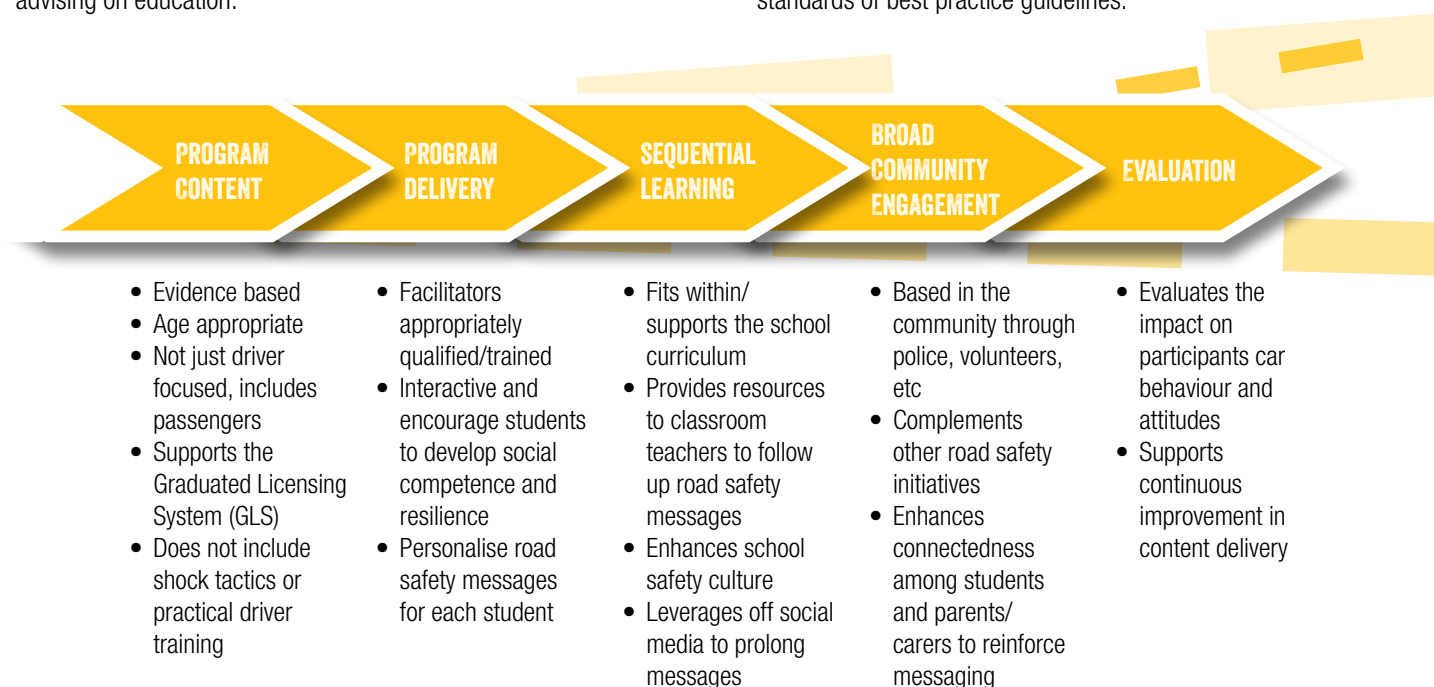 advising on education.
standards of best practice guidelines.
PROGRAM
CONTENT
PROGRAM
DELIVERY
SEQUENTIAL
LEARNING
BROAD
COMMUNITY
ENGAGEMENT
EVALUATION
• Evidence based
• Age appropriate
• Not just driver
focused, includes
passengers
• Supports the
Graduated Licensing
System (GLS)
• Does not include
shock tactics or
practical driver
training
• Facilitators
appropriately
qualified/trained
• Interactive and
encourage students
to develop social
competence and
resilience
• Personalise road
safety messages
for each student
• Fits within/
supports the school
curriculum
• Provides resources
to classroom
teachers to follow
up road safety
messages
• Enhances school
safety culture
• Leverages off social
media to prolong
messages
• Based in the
community through
police, volunteers,
etc
• Complements
other road safety
initiatives
• Enhances
connectedness
among students
and parents/
carers to reinforce
messaging
• Evaluates the
impact on
participants car
behaviour and
attitudes
• Supports
continuous
improvement in
content delivery